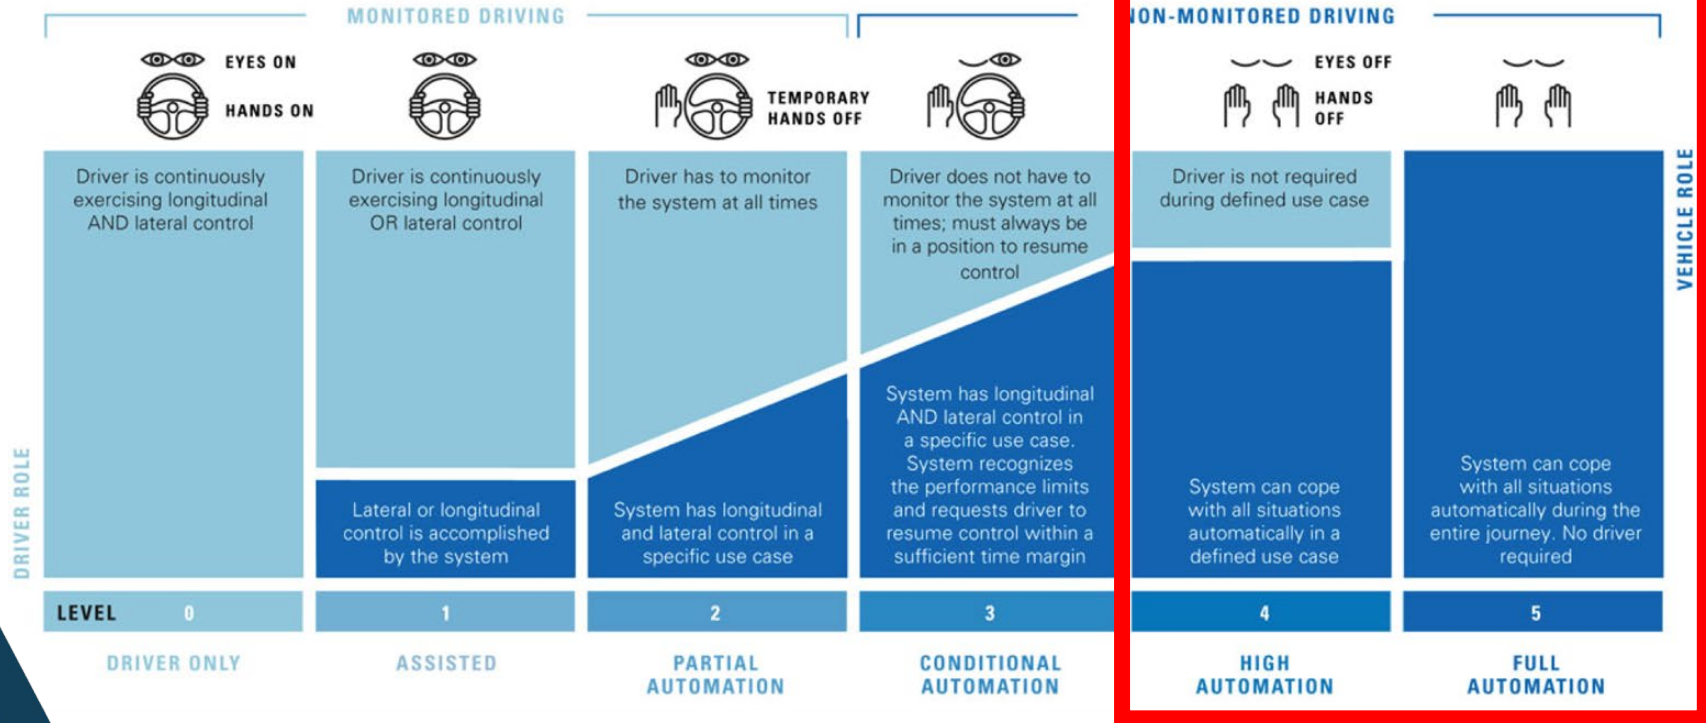 MONITORED DRIVING
NON-MONITORED DRIVING
EYES ON
HANDS ON
TEMPORARY
HANDS OFF
EYES OFF
HANDS
OFF
Driver is continuously
exercising longitudinal
AND lateral control
Driver is continuously
exercising longitudinal
OR lateral control
Driver has to monitor
the system at all times
Driver does not have to
monitor the system at all
times; must always be
in a position to resume
control
Driver is not required
during defined use case
VEHICLE ROLE
DRIVER ROLE
Lateral or longitudinal
control is accomplished
by the system
System has longitudinal
and lateral control in a
specific use case
System has longitudinal
AND lateral control in
a specific use case.
System recognizes
the performance limits
and requests driver to
resume control within a
sufficient time margin
System can cope
with all situations
automatically in a
defined use case
System can cope
with all situations
automatically during the
entire journey. No driver
required
LEVEL 0 1 2 3 4 5
DRIVER ONLY
ASSISTED
PARTIAL
AUTOMATION
CONDITIONAL
AUTOMATION
HIGH
AUTOMATION
FULL
AUTOMATION